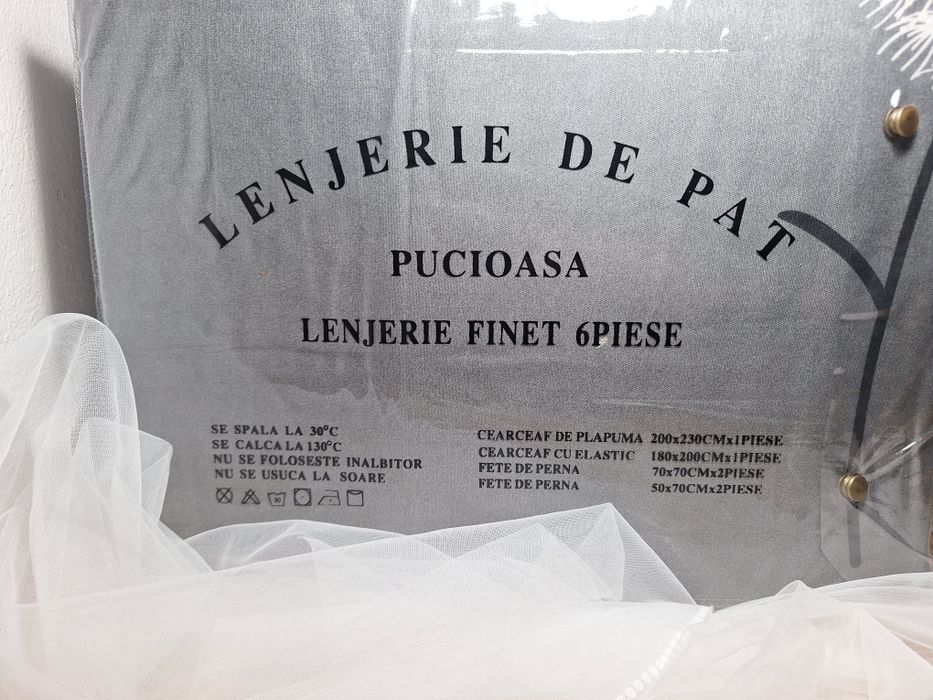 LENJERIE DE PAT
PUCIOASA
LENJERIE FINET 6PIESE
SE SPALA LA 30°C
SE CALCA LA 130°C
NU SE FOLOSESTE INALBITOR
NU SE USUCA LA SOARE
CEARCEAF DE PLAPUMA 200x230CMx1PIESE
CEARCEAF CU ELASTIC 180x200CMx1PIESE
FETE DE PERNA 70x70CMx2PIESE
FETE DE PERNA 50x70CMx2PIESE